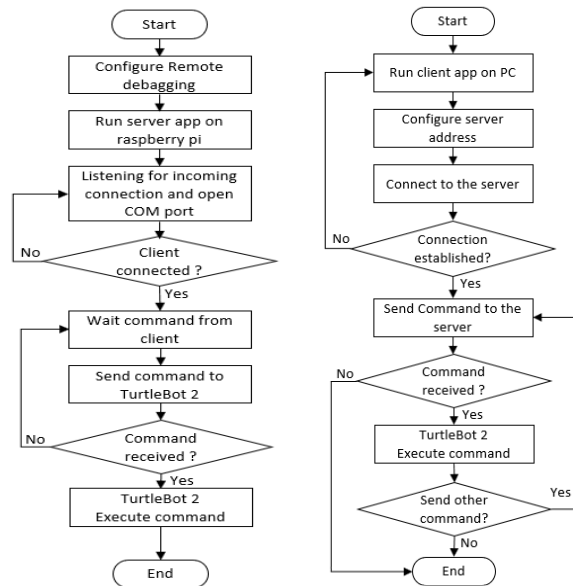 Start
Configure Remote
debugging
Run server app on
raspberry pi
Listening for incoming
connection and open
COM port
No
Client
connected ?
Yes
Wait command from
client
Send command to
TurtleBot 2
No
Command
received ?
Yes
TurtleBot 2
Execute command
End
Start
Run client app on PC
Configure server
address
Connect to the server
No
Connection
established?
Yes
Send Command to the
server
No
Command
received ?
Yes
TurtleBot 2
Execute command
Yes
Send other
command?
No
End